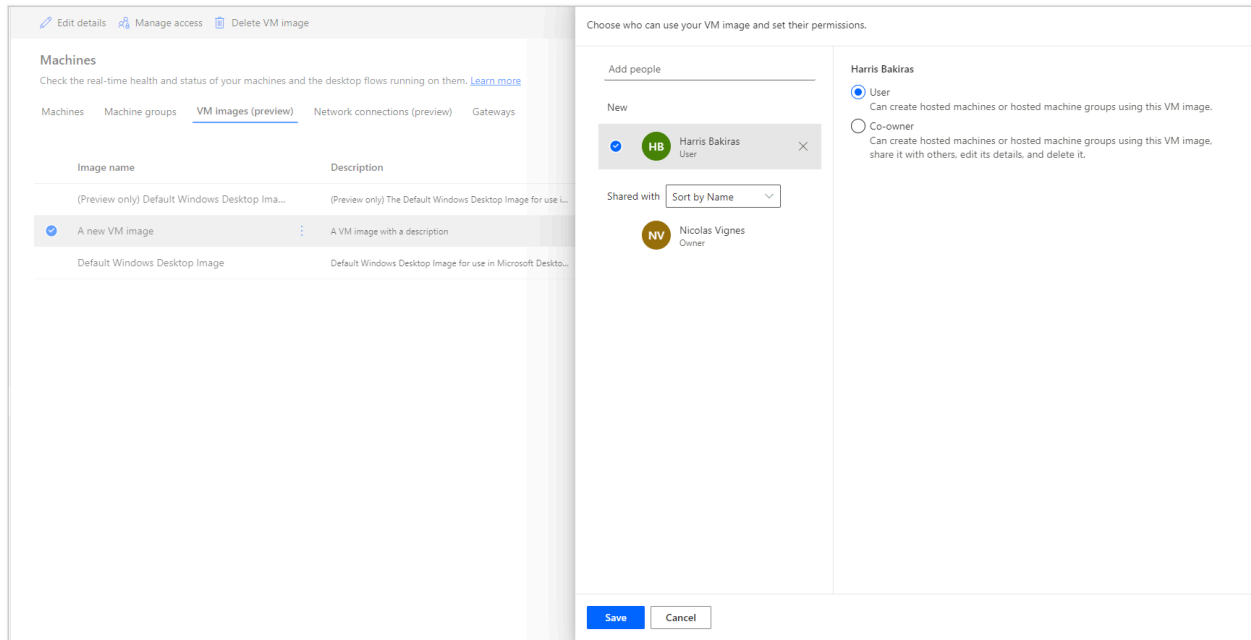 Edit details Manage access Delete VM image
Machines
Check the real-time health and status of your machines and the desktop flows running on them. Learn more
Machines Machine groups VM images (preview) Network connections (preview) Gateways
Image name Description
(Preview only) Default Windows Desktop Ima... (Preview only) The Default Windows Desktop Image for use i...
A new VM image A VM image with a description
Default Windows Desktop Image Default Windows Desktop Image for use in Microsoft Deskto...
Choose who can use your VM image and set their permissions.
Add people
New
HB
Harris Bakiras
User
Shared with Sort by Name
NV
Nicolas Vignes
Owner
Harris Bakiras
User
Can create hosted machines or hosted machine groups using this VM image.
Co-owner
Can create hosted machines or hosted machine groups using this VM image,
share it with others, edit its details, and delete it.
Save Cancel